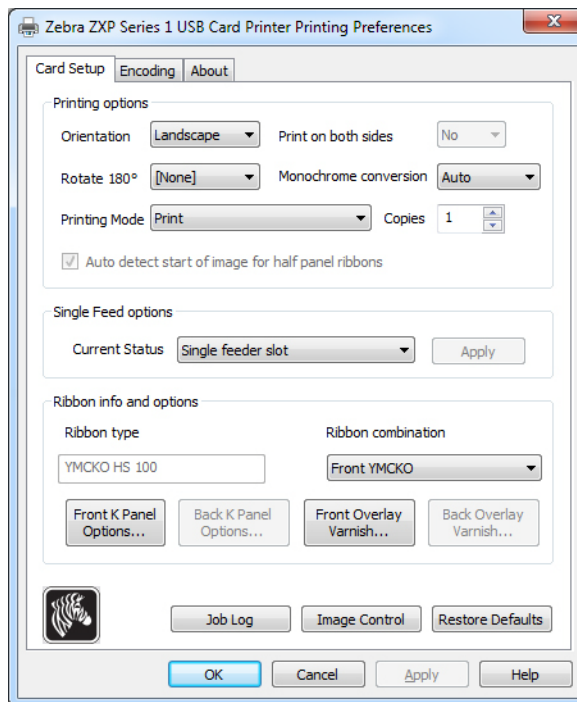 Zebra ZXP Series 1 USB Card Printer Printing Preferences
Card Setup Encoding About
Printing options
Orientation Landscape Print on both sides No
Rotate 180° [None] Monochrome conversion Auto
Printing Mode Print Copies 1
Auto detect start of image for half panel ribbons
Single Feed options
Current Status Single feeder slot Apply
Ribbon info and options
Ribbon type Ribbon combination
YMCKO HS 100 Front YMCKO
Front K Panel Back K Panel Front Overlay Back Overlay
Options... Options... Varnish... Varnish...
Job Log Image Control Restore Defaults
OK Cancel Apply Help